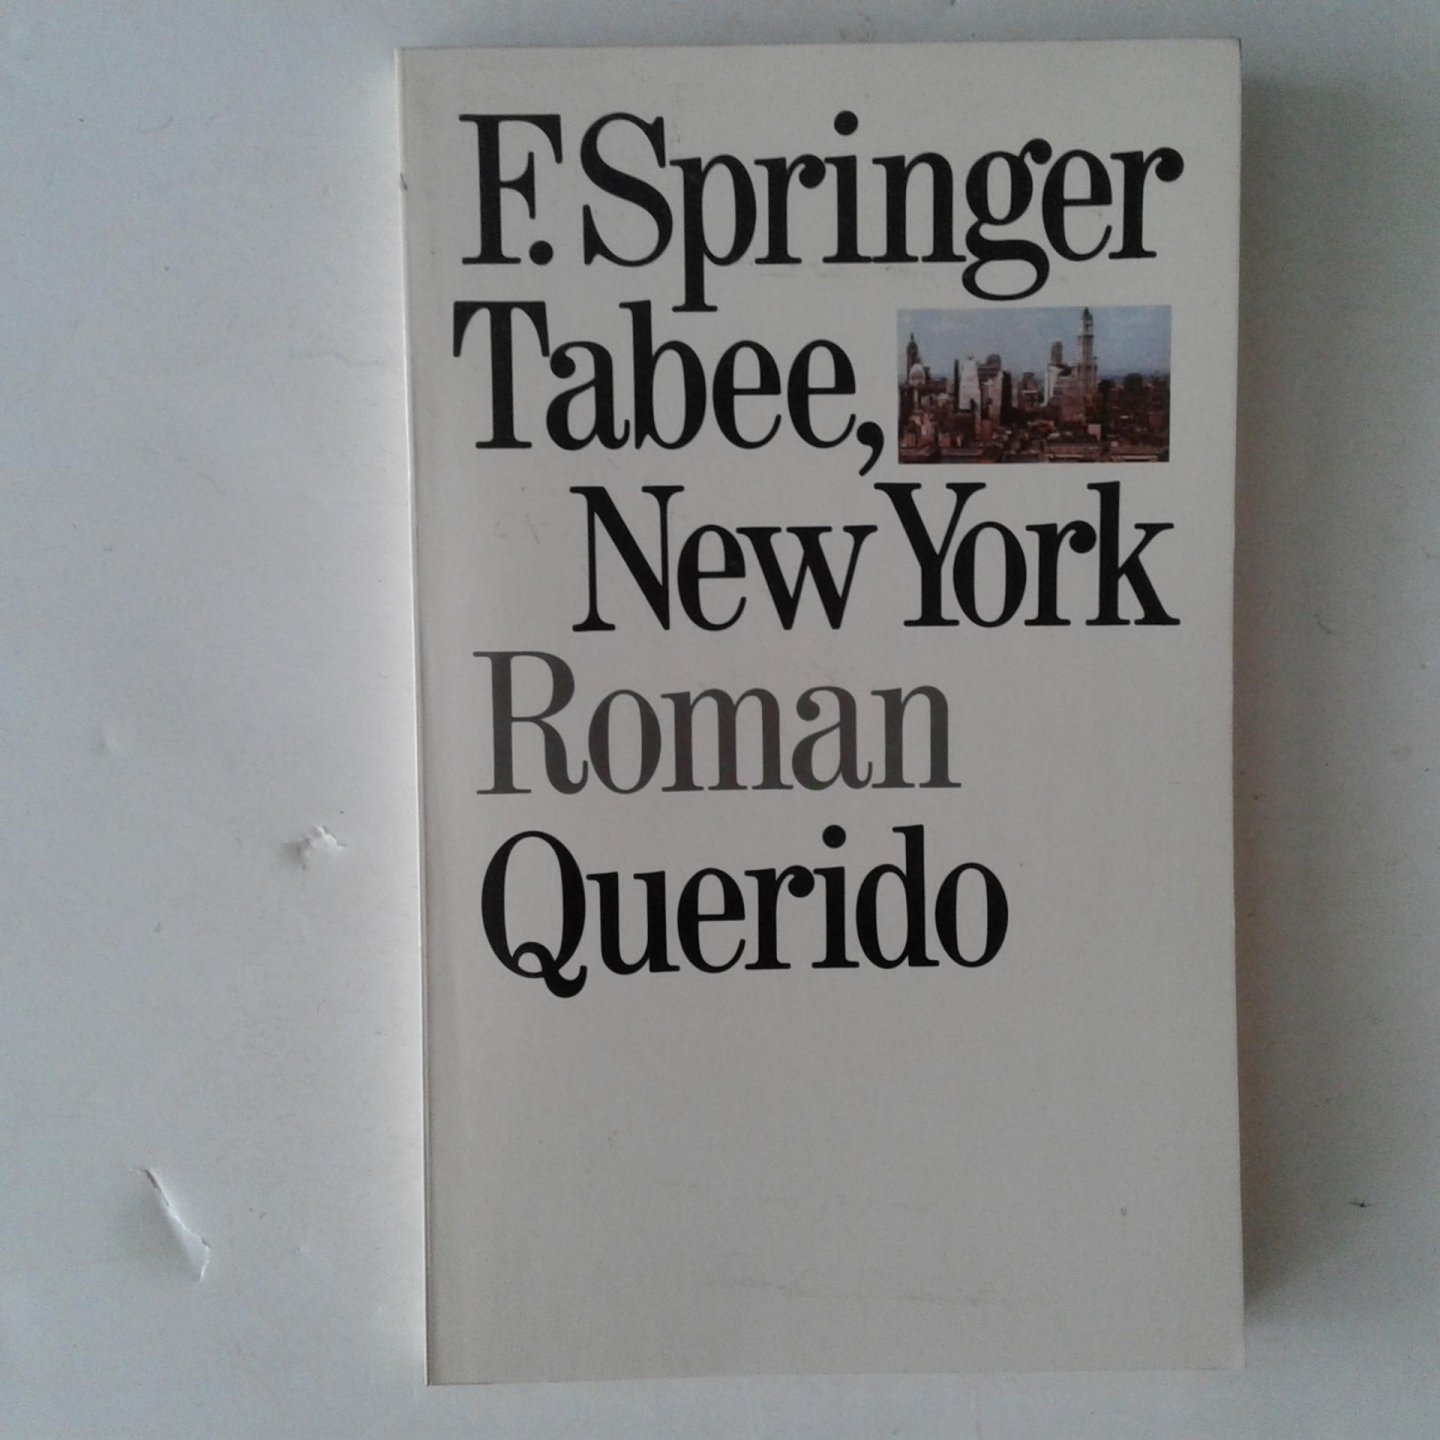 F. Springer
Tabee,
New York
Roman
Querido